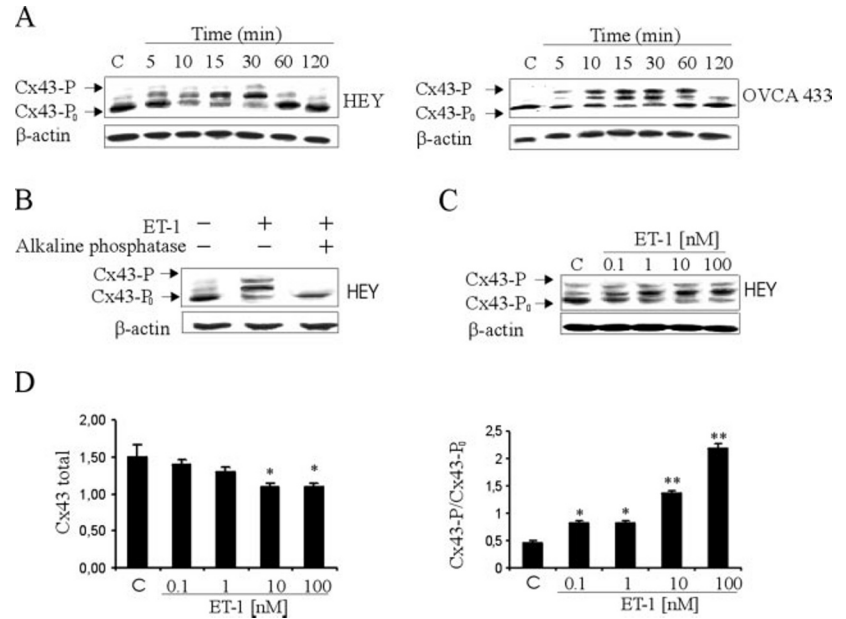 A
Time (min) Time (min)
C 5 10 15 30 60 120 C 5 10 15 30 60 120
Cx43-P HEY Cx43-P OVCA 433
Cx43-P₀ Cx43-P₀
β-actin β-actin
B
ET-1 – + +
Alkaline phosphatase – – +
Cx43-P
Cx43-P₀ HEY
β-actin
C
ET-1 [nM]
C 0.1 1 10 100
Cx43-P HEY
Cx43-P₀
β-actin
D
Cx43 total
2,00
1,50
1,00
0,50
0,00
* *
C 0.1 1 10 100
ET-1 [nM]
Cx43-P/Cx43-P₀
2,5
2
1,5
1
0,5
0
* * ** **
C 0.1 1 10 100
ET-1 [nM]